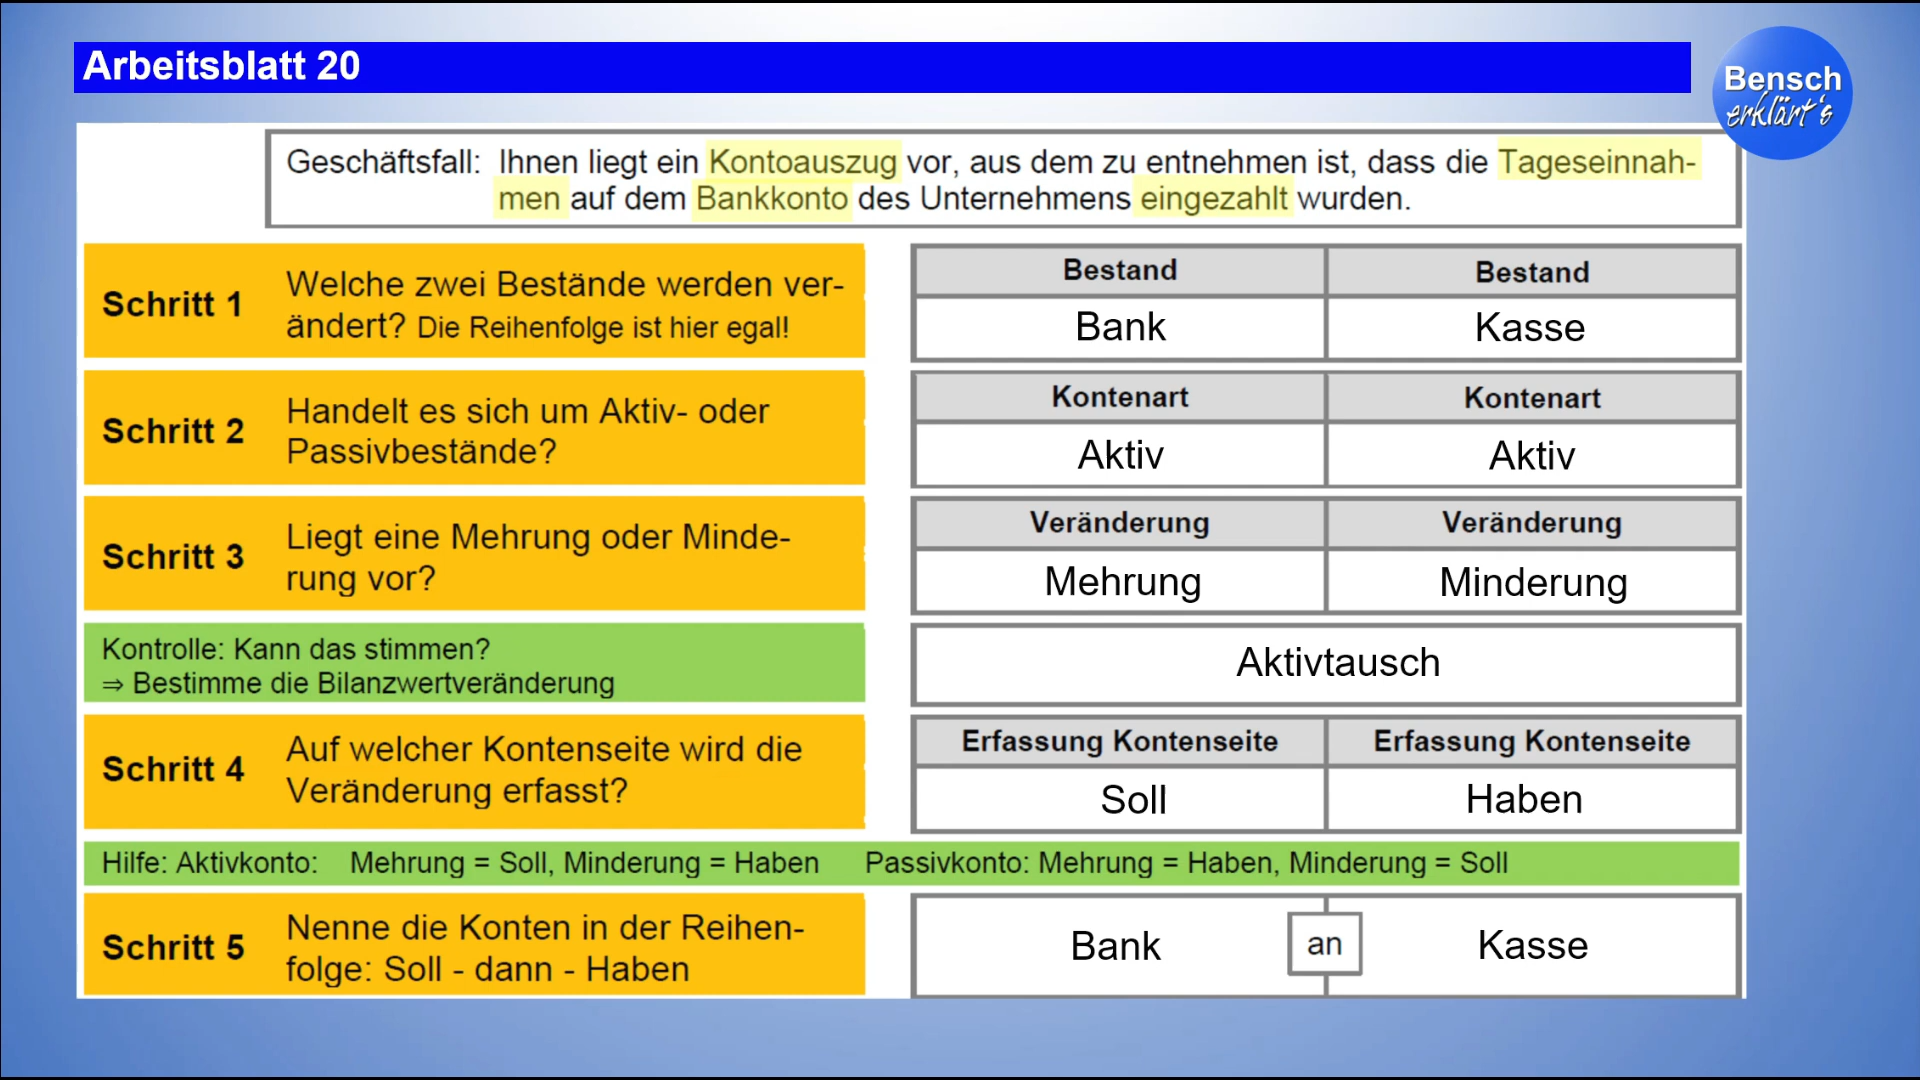 Arbeitsblatt 20
Bensch
erklärt's
Geschäftsfall: Ihnen liegt ein Kontoauszug vor, aus dem zu entnehmen ist, dass die Tageseinnah-
men auf dem Bankkonto des Unternehmens eingezahlt wurden.
Schritt 1
Welche zwei Bestände werden ver-
ändert? Die Reihenfolge ist hier egal!
Bestand
Bestand
Bank
Kasse
Schritt 2
Handelt es sich um Aktiv- oder
Passivbestände?
Kontenart
Kontenart
Aktiv
Aktiv
Schritt 3
Liegt eine Mehrung oder Minde-
rung vor?
Veränderung
Veränderung
Mehrung
Minderung
Kontrolle: Kann das stimmen?
⇒ Bestimme die Bilanzwertveränderung
Aktivtausch
Schritt 4
Auf welcher Kontenseite wird die
Veränderung erfasst?
Erfassung Kontenseite
Erfassung Kontenseite
Soll
Haben
Hilfe: Aktivkonto: Mehrung = Soll, Minderung = Haben Passivkonto: Mehrung = Haben, Minderung = Soll
Schritt 5
Nenne die Konten in der Reihen-
folge: Soll - dann - Haben
Bank
an
Kasse